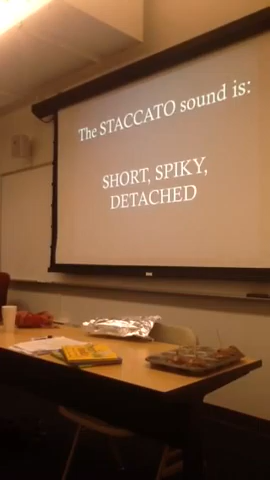 The STACCATO sound is:
SHORT, SPIKY,
DETACHED